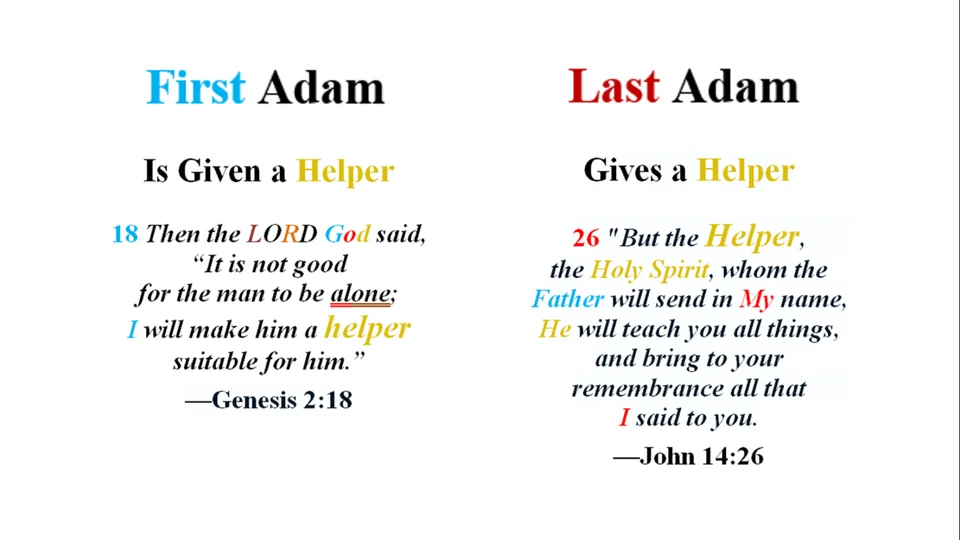 First Adam
Is Given a Helper
18 Then the LORD God said,
“It is not good
for the man to be alone;
I will make him a helper
suitable for him.”
—Genesis 2:18
Last Adam
Gives a Helper
26 "But the Helper,
the Holy Spirit, whom the
Father will send in My name,
He will teach you all things,
and bring to your
remembrance all that
I said to you.
—John 14:26